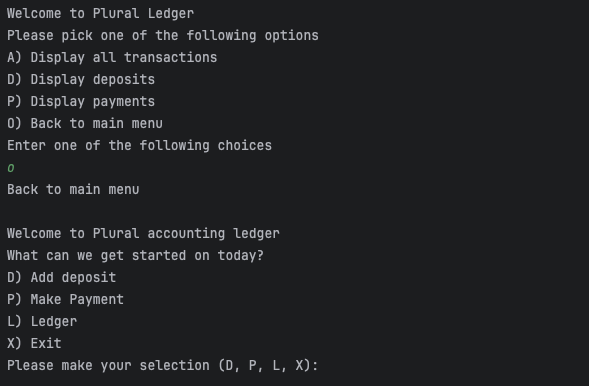 Welcome to Plural Ledger
Please pick one of the following options
A) Display all transactions
D) Display deposits
P) Display payments
O) Back to main menu
Enter one of the following choices
o
Back to main menu
Welcome to Plural accounting ledger
What can we get started on today?
D) Add deposit
P) Make Payment
L) Ledger
X) Exit
Please make your selection (D, P, L, X):